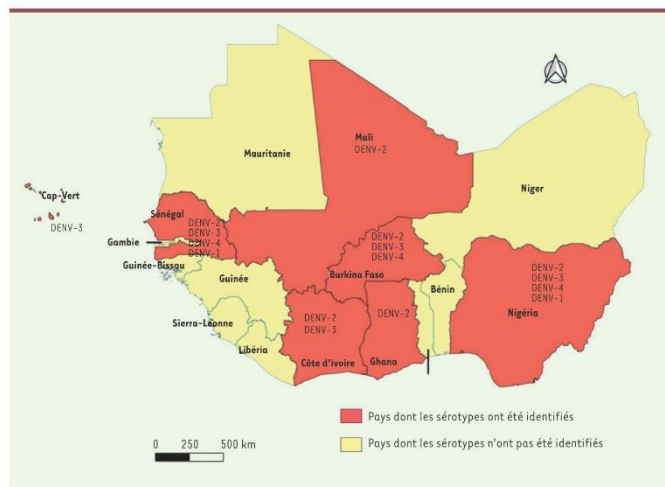 Mali
DENV-2
Mauritanie
Niger
Cap-Vert
DENV-3
Sénégal
DENV-2
DENV-3
DENV-4
DENV-1
Gambie
Guinée-Bissau
Guinée
Sierra-Léonne
Libéria
DENV-2
DENV-3
DENV-4
Burkina Faso
Bénin
DENV-2
DENV-3
DENV-4
DENV-1
Nigéria
DENV-2
DENV-3
Côte d'ivoire
DENV-2
Ghana
Pays dont les sérotypes ont été identifiés
Pays dont les sérotypes n'ont pas été identifiés
0 250 500 km